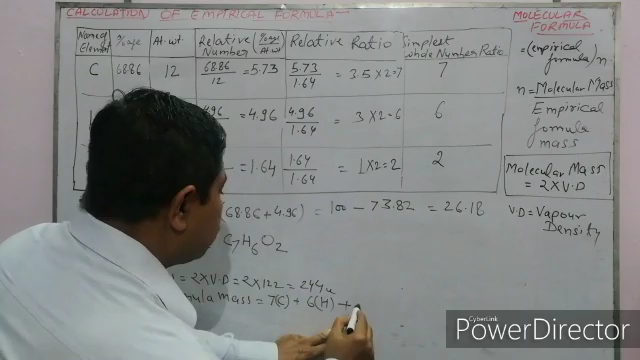 CALCULATION OF EMPIRICAL FORMULA
MOLECULAR FORMULA
= (empirical formula)n
n = Molecular Mass
Empirical formula mass
Molecular Mass = 2×V.D
V.D = Vapour Density
Name of Element %age At. wt. Relative Number (%age/At.wt) Relative Ratio Simplest whole Number Ratio
C 68.86 12 68.86/12 = 5.73 5.73/1.64 = 3.5×2=7 7
4.96 = 4.96 4.96/1.64 = 3×2=6 6
= 1.64 1.64/1.64 = 1×2=2 2
68.86+4.96) = 100 – 73.82 = 26.18
C7H6O2
= 2×V.D = 2×122 = 244u
mass = 7(C) + 6(H) +
CyberLink
PowerDirector